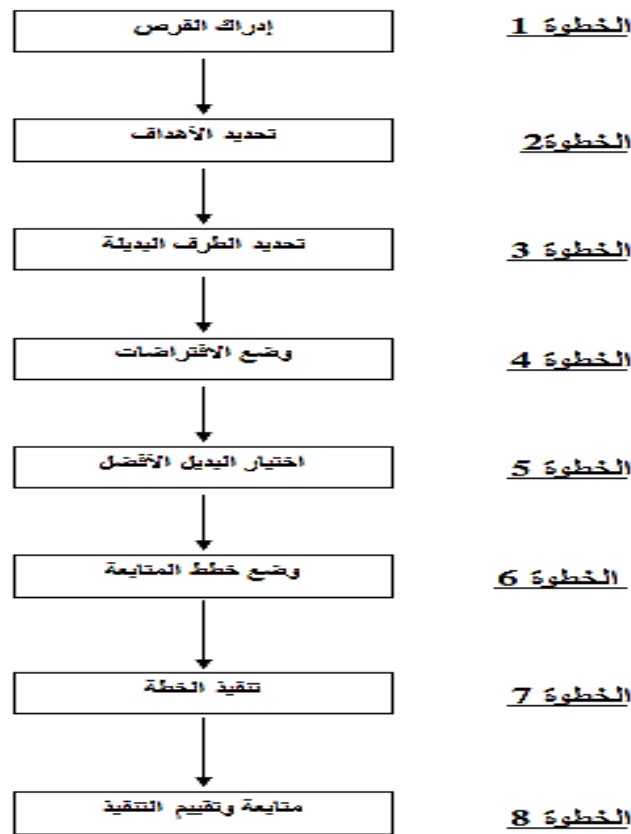 الخطوة 1
إدراك الفرص
الخطوة2
تحديد الأهداف
الخطوة 3
تحديد الطرق البديلة
الخطوة 4
وضع الافتراضات
الخطوة 5
اختيار البديل الأفضل
الخطوة 6
وضع خطط المتابعة
الخطوة 7
تنفيذ الخطة
الخطوة 8
متابعة وتقييم التنفيذ